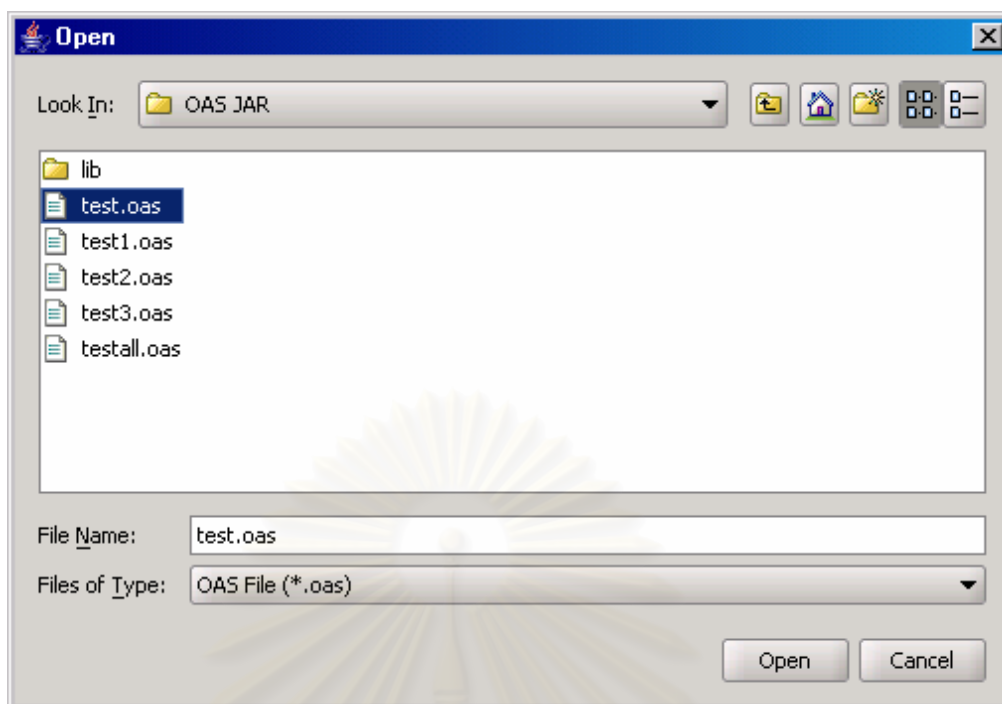 Open
Look In: OAS JAR
lib
test.oas
test1.oas
test2.oas
test3.oas
testall.oas
File Name: test.oas
Files of Type: OAS File (*.oas)
Open Cancel